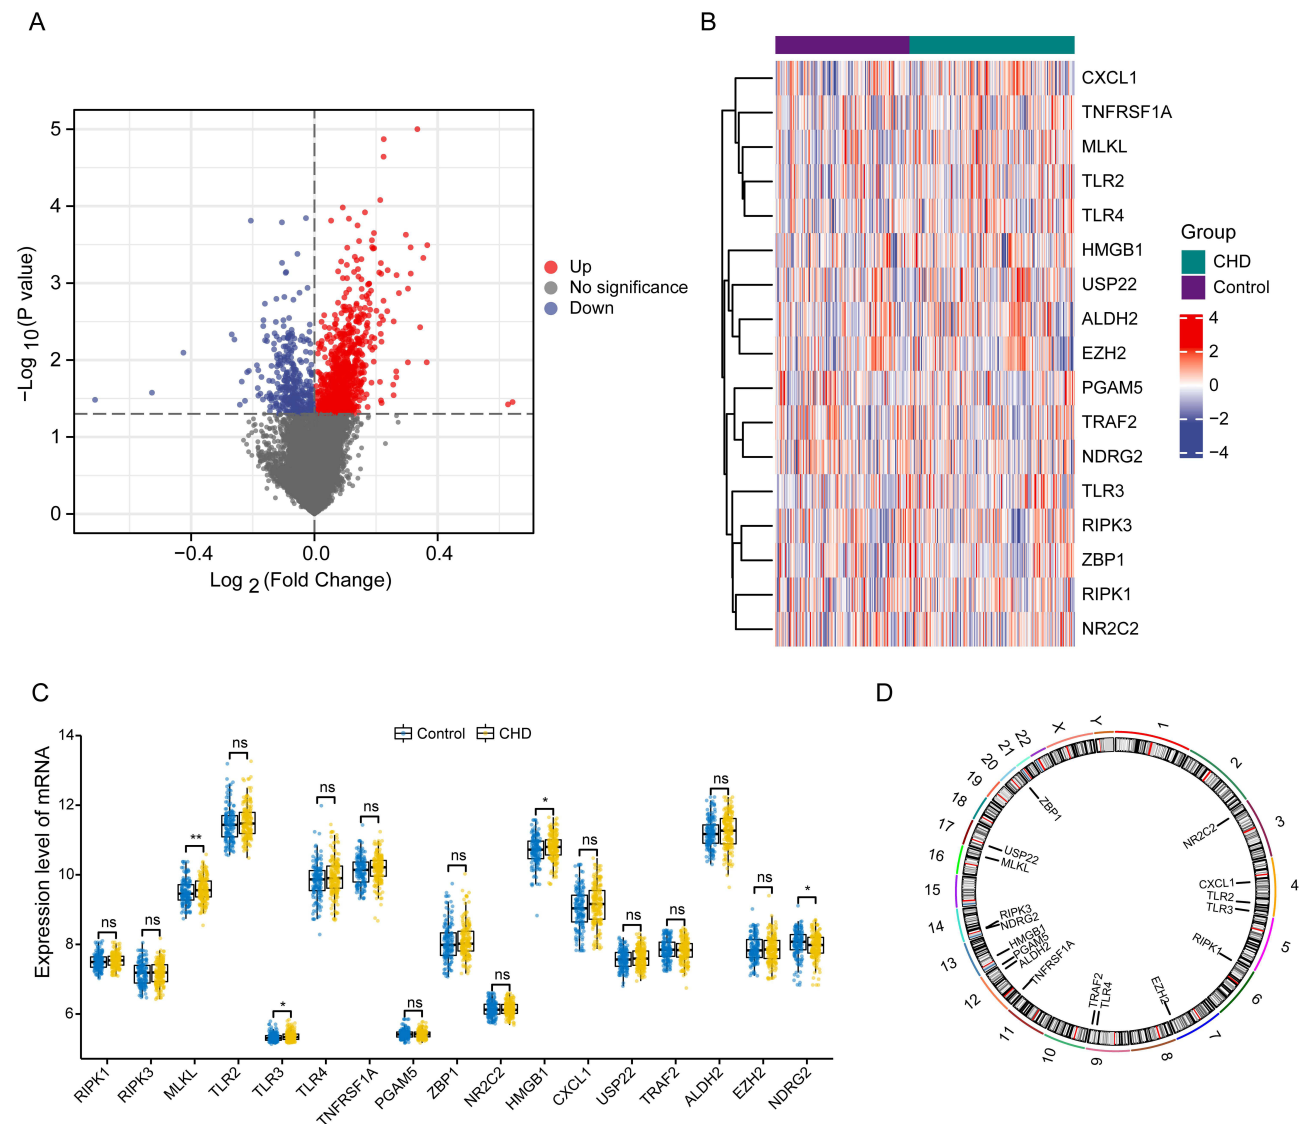 A
5
4
3
2
1
0
−Log 10 (P value)
−0.4
0.0
0.4
Log 2 (Fold Change)
Up
No significance
Down
B
CXCL1
TNFRSF1A
MLKL
TLR2
TLR4
HMGB1
USP22
ALDH2
EZH2
PGAM5
TRAF2
NDRG2
TLR3
RIPK3
ZBP1
RIPK1
NR2C2
Group
CHD
Control
4
2
0
−2
−4
C
Control
CHD
Expression level of mRNA
14
12
10
8
6
ns
ns
**
ns
*
ns
ns
ns
ns
ns
*
ns
ns
ns
ns
ns
*
RIPK1
RIPK3
MLKL
TLR2
TLR3
TLR4
TNFRSF1A
PGAM5
ZBP1
NR2C2
HMGB1
CXCL1
USP22
TRAF2
ALDH2
EZH2
NDRG2
D
1
2
3
4
5
6
7
8
9
10
11
12
13
14
15
16
17
18
19
20
21
22
X
Y
NR2C2
CXCL1
TLR2
TLR3
RIPK1
EZH2
TLR4
TRAF2
TNFRSF1A
ALDH2
PGAM5
HMGB1
NDRG2
RIPK3
MLKL
USP22
ZBP1